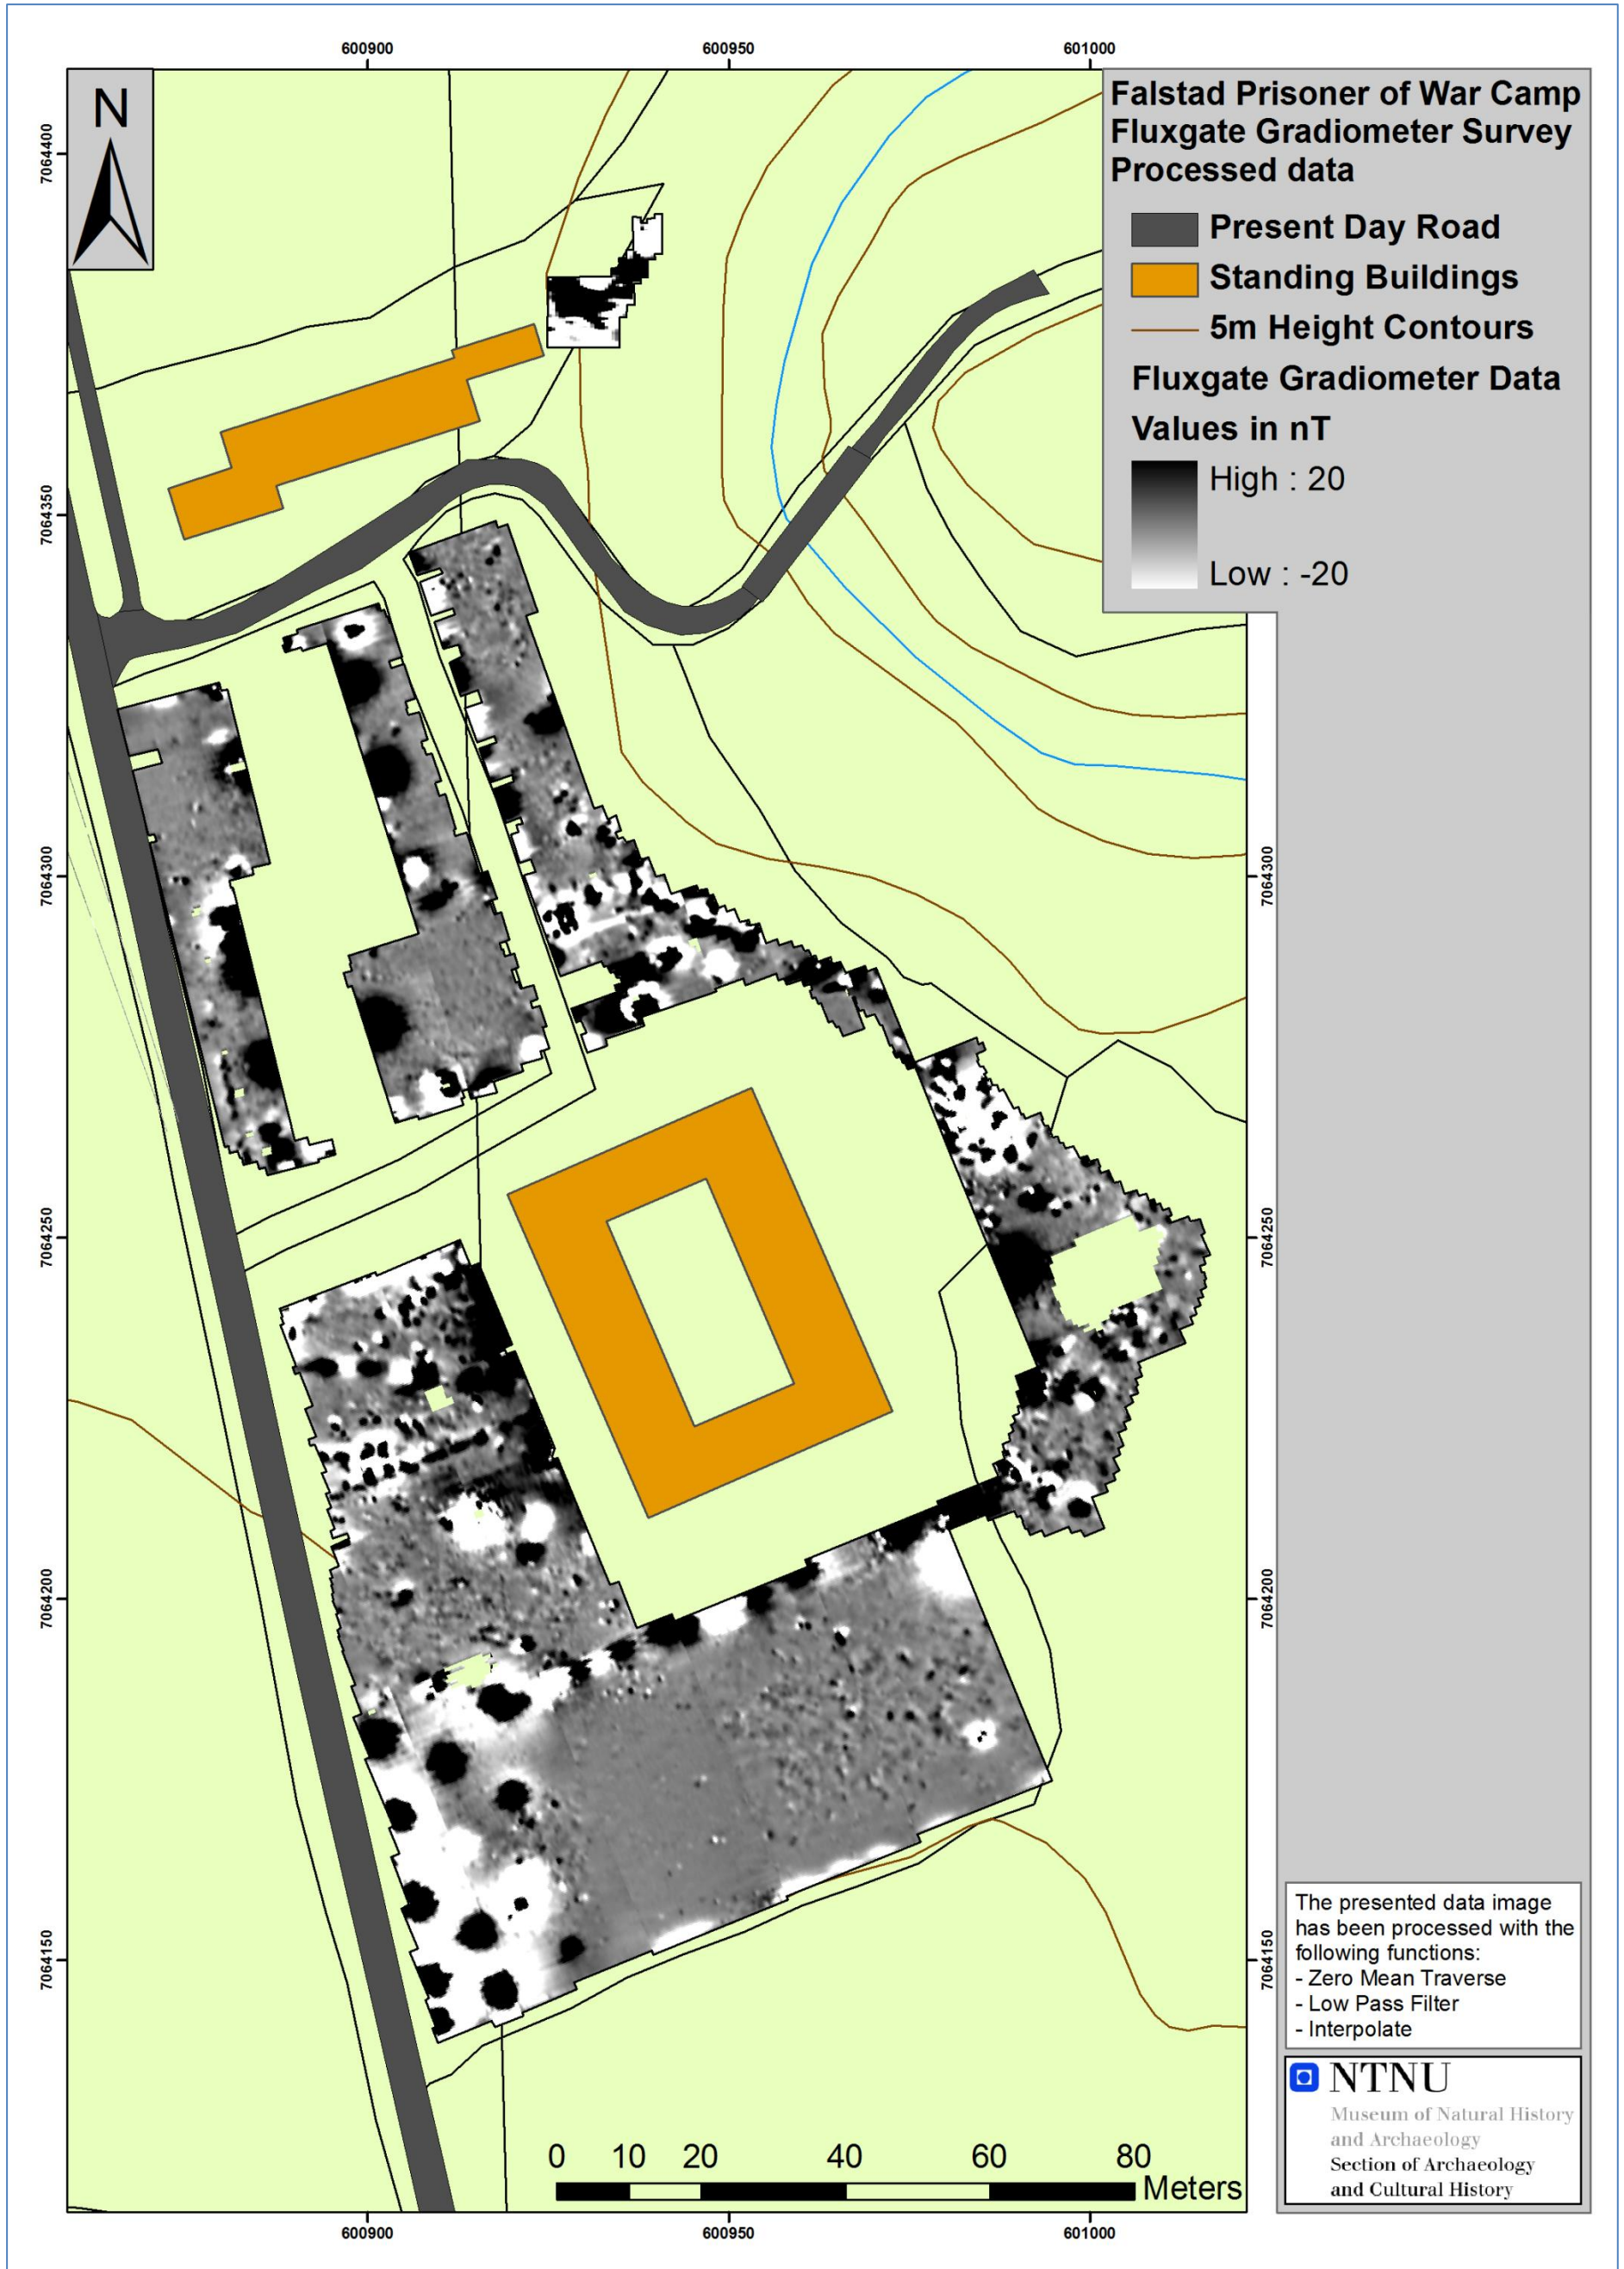 600900
600950
601000
N
7064400
7064350
7064300
7064250
7064200
7064150
Falstad Prisoner of War Camp
Fluxgate Gradiometer Survey
Processed data
Present Day Road
Standing Buildings
5m Height Contours
Fluxgate Gradiometer Data
Values in nT
High : 20
Low : -20
7064300
7064250
7064200
7064150
The presented data image
has been processed with the
following functions:
- Zero Mean Traverse
- Low Pass Filter
- Interpolate
NTNU
Museum of Natural History
and Archaeology
Section of Archaeology
and Cultural History
0 10 20 40 60 80
Meters
600900
600950
601000